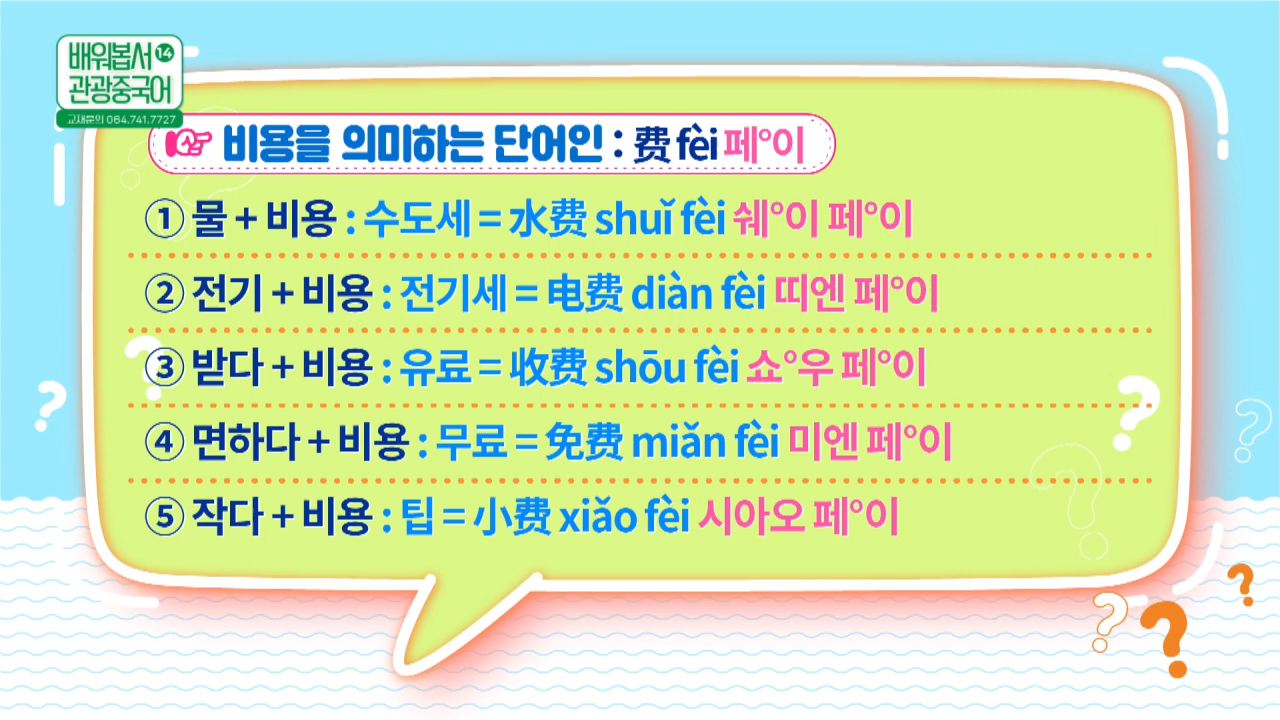 배워봅서 14
관광중국어
교재문의 064.741.7727
비용을 의미하는 단어인 : 费 fèi 페°이
① 물 + 비용 : 수도세 = 水费 shuǐ fèi 쉐°이 페°이
② 전기 + 비용 : 전기세 = 电费 diàn fèi 띠엔 페°이
③ 받다 + 비용 : 유료 = 收费 shōu fèi 쇼°우 페°이
④ 면하다 + 비용 : 무료 = 免费 miǎn fèi 미엔 페°이
⑤ 작다 + 비용 : 팁 = 小费 xiǎo fèi 시아오 페°이